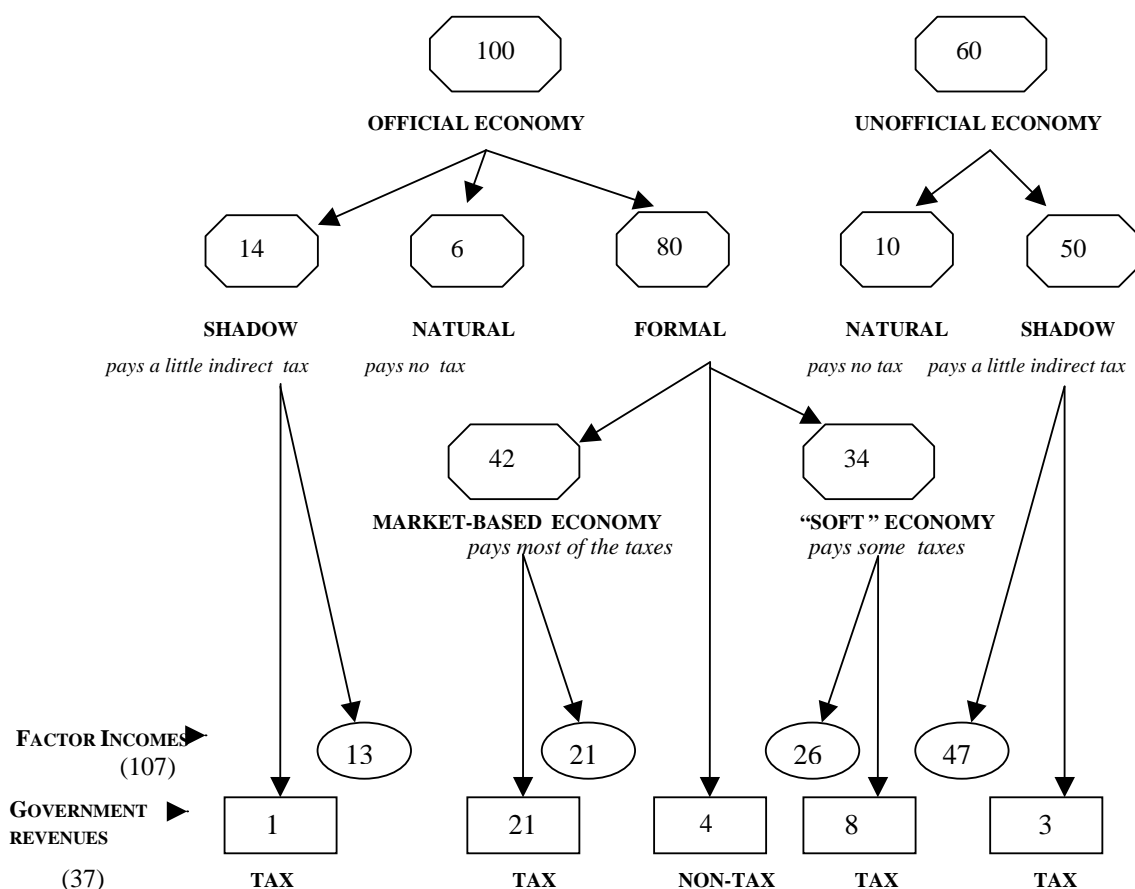 100 60
OFFICIAL ECONOMY UNOFFICIAL ECONOMY
14 6 80 10 50
SHADOW NATURAL FORMAL NATURAL SHADOW
pays a little indirect tax pays no tax pays no tax pays a little indirect tax
42 34
MARKET-BASED ECONOMY “SOFT” ECONOMY
pays most of the taxes pays some taxes
FACTOR INCOMES 13 21 26 47
(107)
GOVERNMENT
REVENUES 1 21 4 8 3
(37) TAX TAX NON-TAX TAX TAX